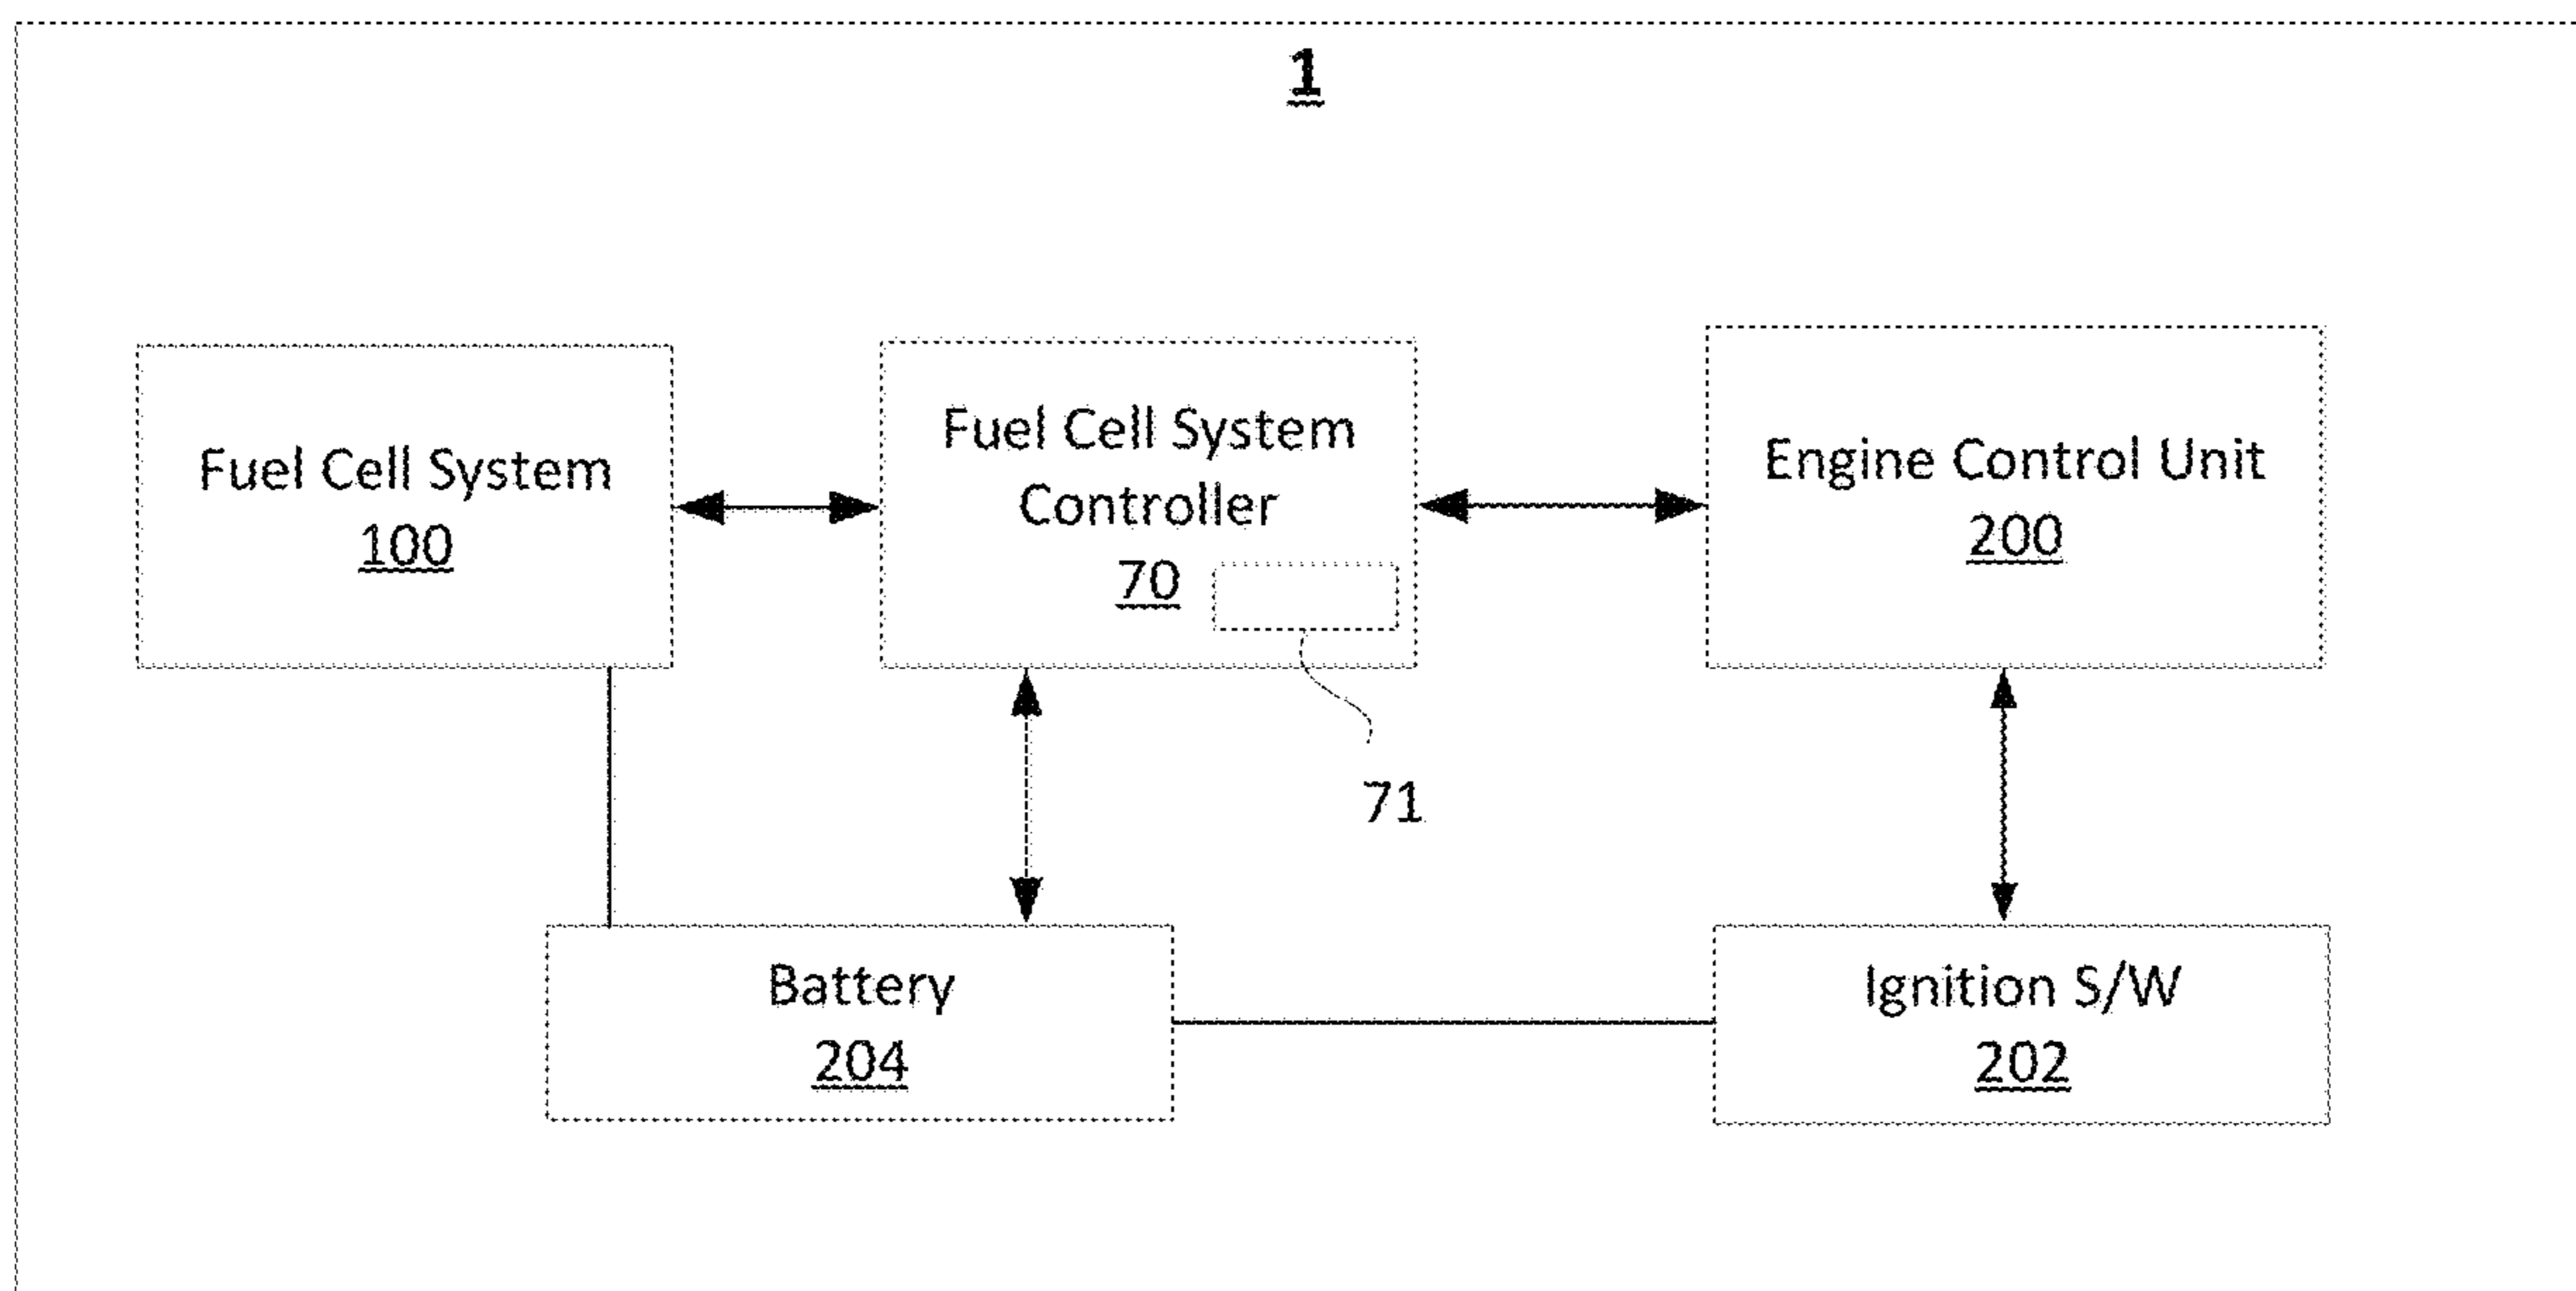 1
Fuel Cell System
100
Fuel Cell System
Controller
70
71
Engine Control Unit
200
Battery
204
Ignition S/W
202